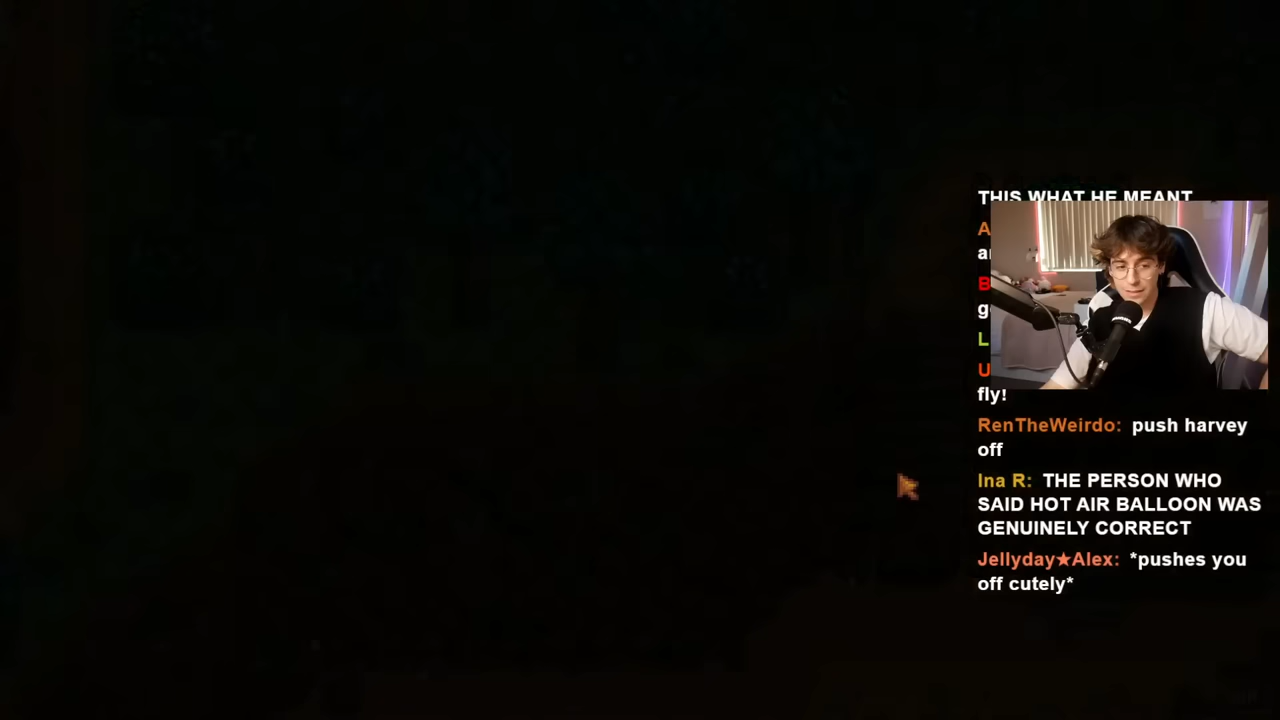 THIS WHAT HE MEANT
fly!
RenTheWeirdo: push harvey
off
Ina R: THE PERSON WHO
SAID HOT AIR BALLOON WAS
GENUINELY CORRECT
Jellyday★Alex: *pushes you
off cutely*